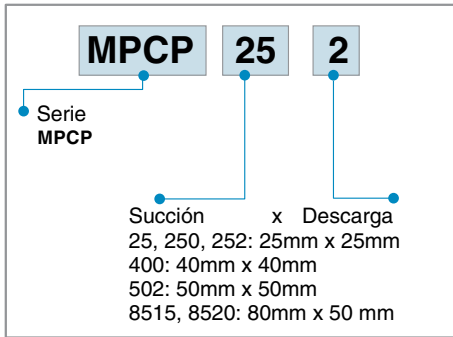 MPCP 25 2
Serie
MPCP
Succión x Descarga
25, 250, 252: 25mm x 25mm
400: 40mm x 40mm
502: 50mm x 50mm
8515, 8520: 80mm x 50 mm